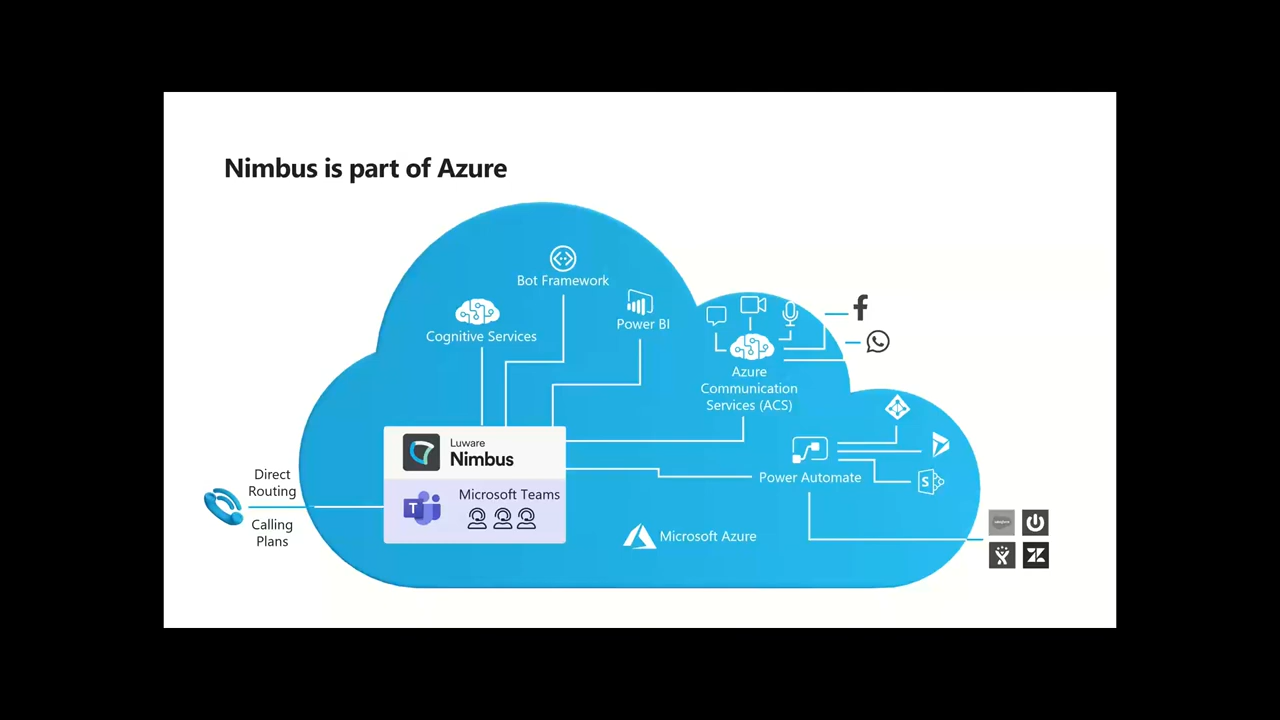 Nimbus is part of Azure
Bot Framework
Power BI
Cognitive Services
Azure
Communication
Services (ACS)
Luware
Nimbus
Direct
Routing
Calling
Plans
Microsoft Teams
T
Power Automate
S
Microsoft Azure